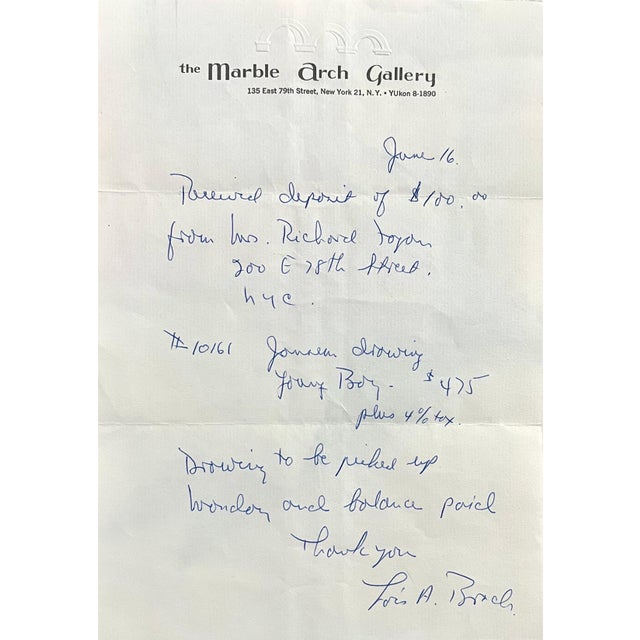 the Marble Arch Gallery
135 East 79th Street, New York 21, N.Y. • YUkon 8-1890
June 16.
Received deposit of $100.00
from Mrs. Richard
200 E 78th Street.
nyc.
#10161 drawing
Young Boy. $475
plus 4% tax.
Drawing to be picked up
Monday and balance paid
Thank you
Lois A.